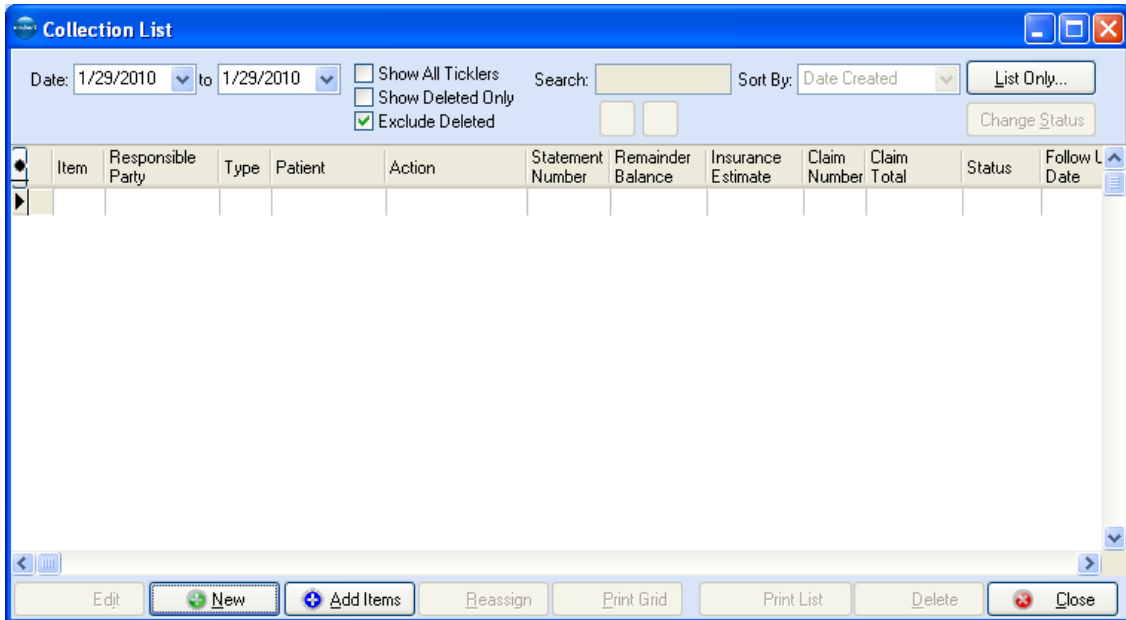 Collection List
Date: 1/29/2010 to 1/29/2010 Show All Ticklers Search: Sort By: Date Created List Only...
Show Deleted Only
Exclude Deleted Change Status
Item Responsible Party Type Patient Action Statement Number Remainder Balance Insurance Estimate Claim Number Claim Total Status Follow U Date
Edit New Add Items Reassign Print Grid Print List Delete Close